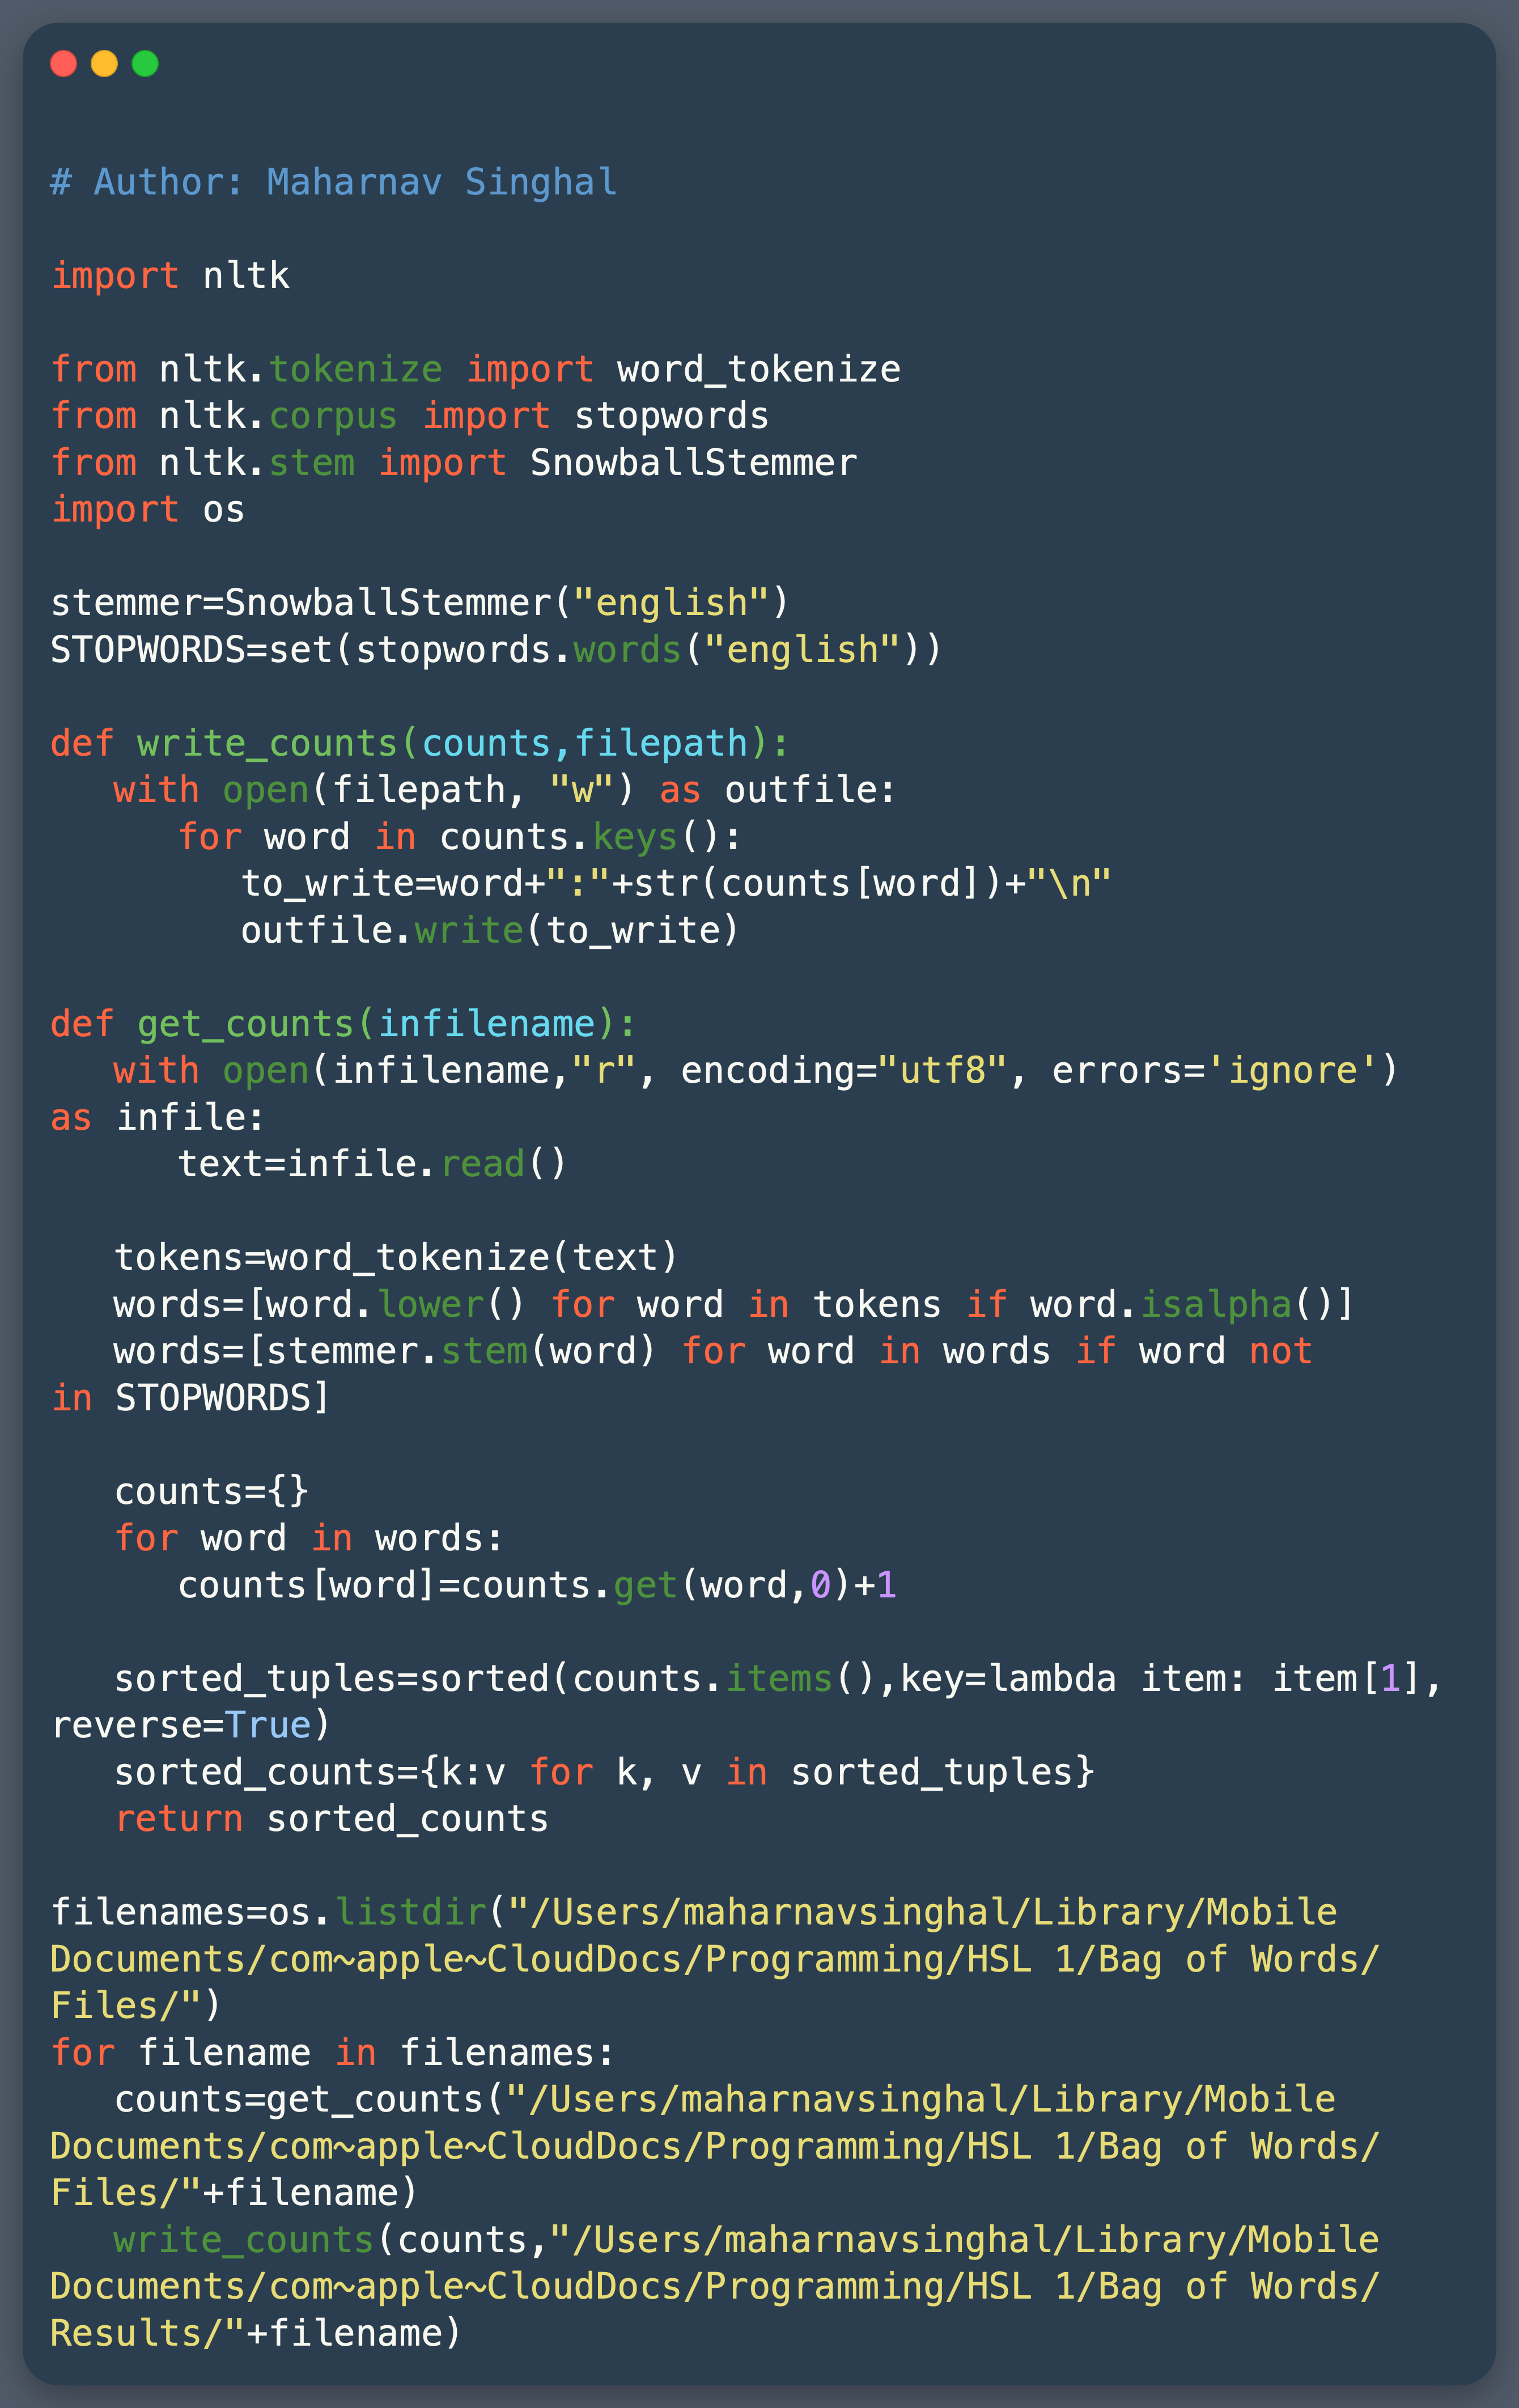 # Author: Maharnav Singhal

import nltk

from nltk.tokenize import word_tokenize
from nltk.corpus import stopwords
from nltk.stem import SnowballStemmer
import os

stemmer=SnowballStemmer("english")
STOPWORDS=set(stopwords.words("english"))

def write_counts(counts,filepath):
   with open(filepath, "w") as outfile:
      for word in counts.keys():
         to_write=word+":"+str(counts[word])+"\n"
         outfile.write(to_write)

def get_counts(infilename):
   with open(infilename,"r", encoding="utf8", errors='ignore')
as infile:
      text=infile.read()

   tokens=word_tokenize(text)
   words=[word.lower() for word in tokens if word.isalpha()]
   words=[stemmer.stem(word) for word in words if word not
in STOPWORDS]

   counts={}
   for word in words:
      counts[word]=counts.get(word,0)+1

   sorted_tuples=sorted(counts.items(),key=lambda item: item[1],
reverse=True)
   sorted_counts={k:v for k, v in sorted_tuples}
   return sorted_counts

filenames=os.listdir("/Users/maharnavsinghal/Library/Mobile
Documents/com~apple~CloudDocs/Programming/HSL 1/Bag of Words/
Files/")
for filename in filenames:
   counts=get_counts("/Users/maharnavsinghal/Library/Mobile
Documents/com~apple~CloudDocs/Programming/HSL 1/Bag of Words/
Files/"+filename)
   write_counts(counts,"/Users/maharnavsinghal/Library/Mobile
Documents/com~apple~CloudDocs/Programming/HSL 1/Bag of Words/
Results/"+filename)